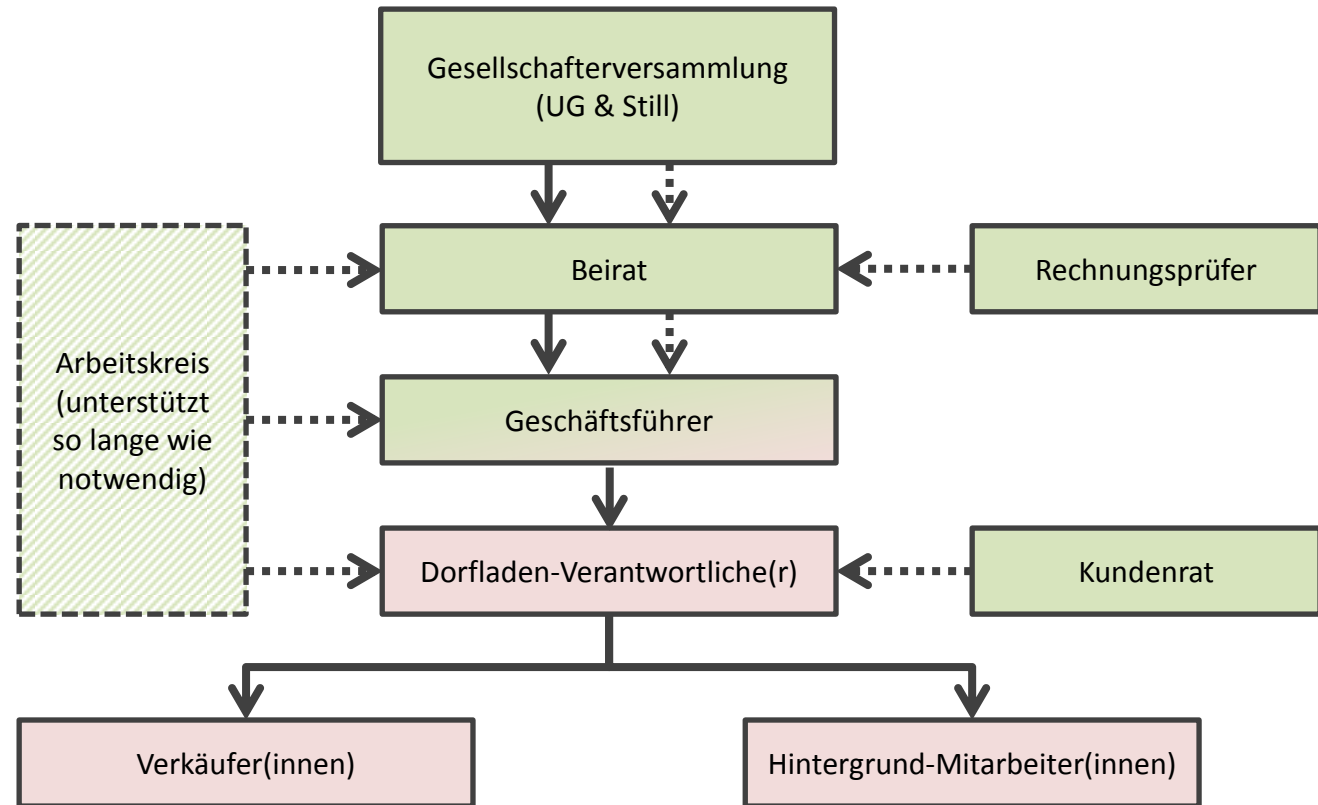 Gesellschafterversammlung
(UG & Still)
Beirat
Rechnungsprüfer
Arbeitskreis
(unterstützt
so lange wie
notwendig)
Geschäftsführer
Dorfladen-Verantwortliche(r)
Kundenrat
Verkäufer(innen)
Hintergrund-Mitarbeiter(innen)